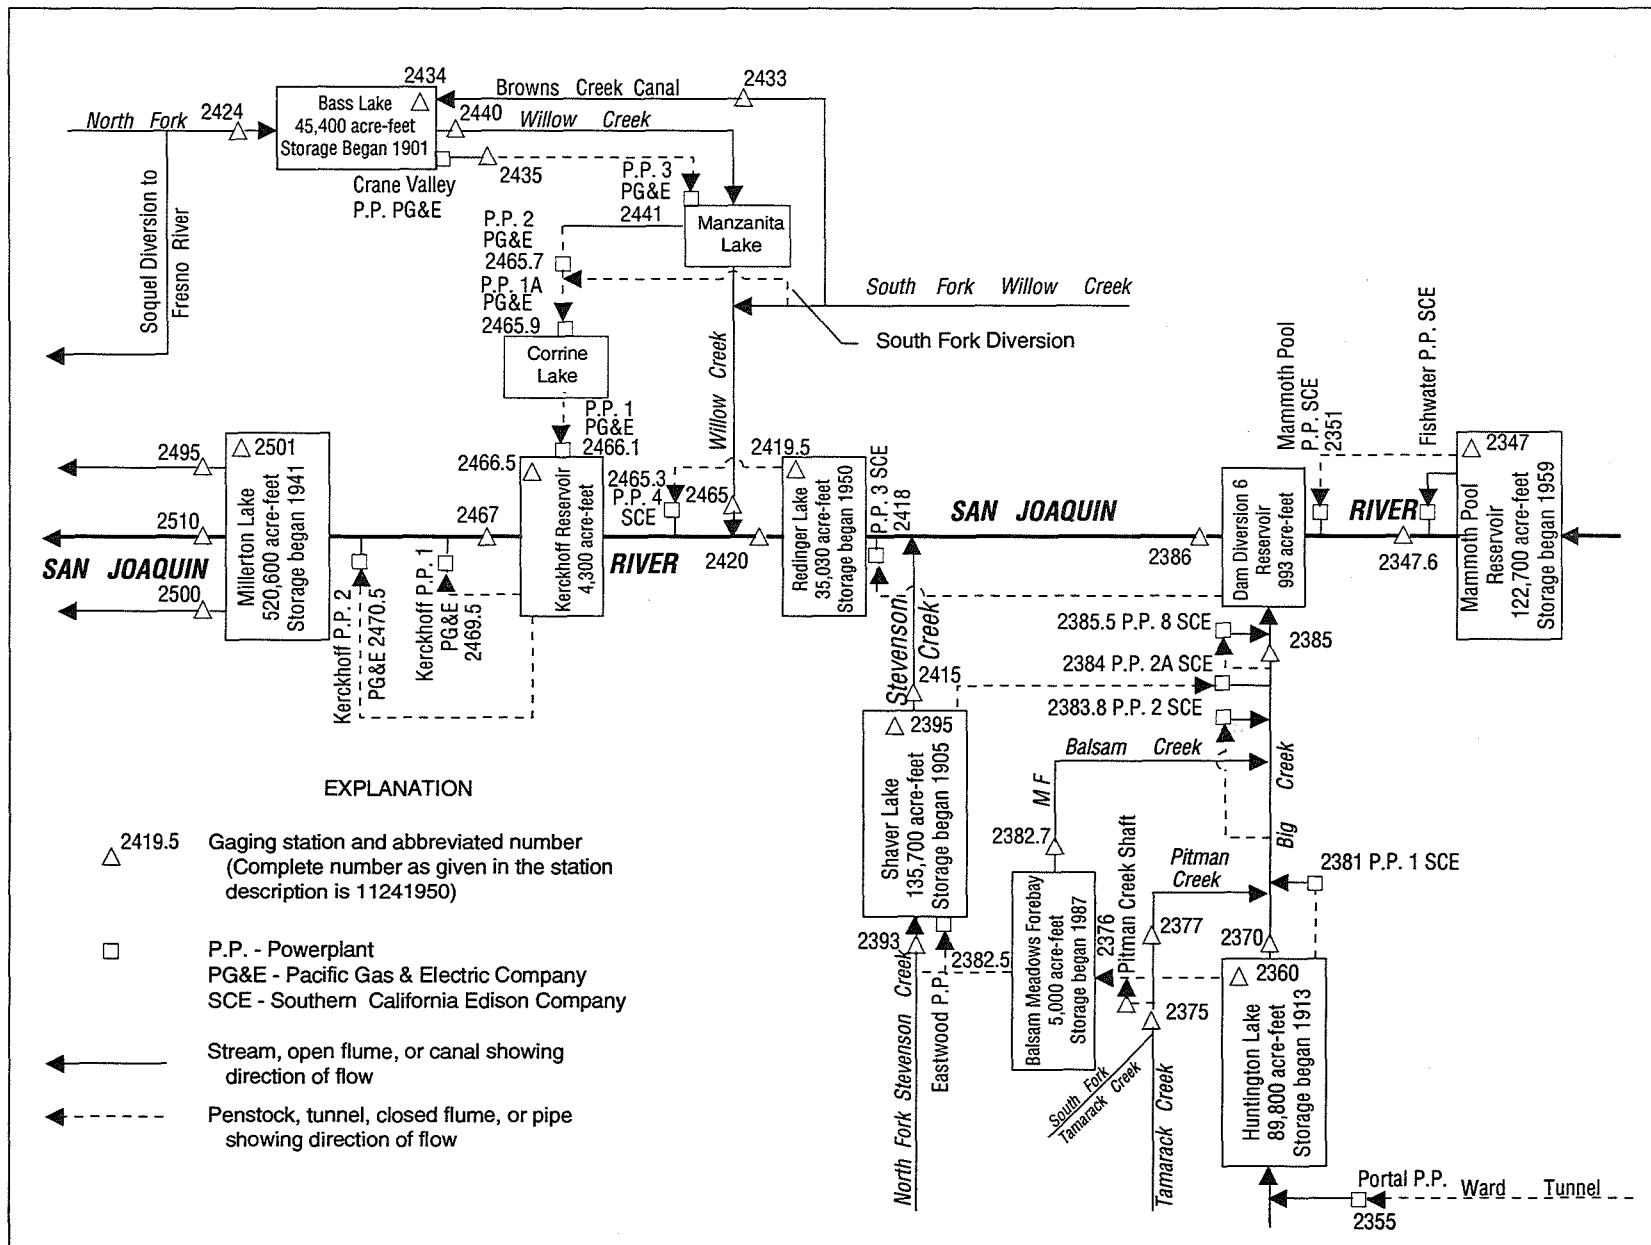 2434
Browns Creek Canal
2433
North Fork
2424
Bass Lake
45,400 acre-feet
Storage Began 1901
2440
Willow Creek
2435
Crane Valley
P.P. PG&E
P.P. 3
PG&E
2441
Manzanita
Lake
P.P. 2
PG&E
2465.7
P.P. 1A
PG&E
2465.9
Corrine
Lake
P.P. 1
PG&E
2466.1
Soquel Diversion to
Fresno River
South Fork Willow Creek
South Fork Diversion
Willow Creek
Mammoth Pool
P.P. SCE
2351
Fishwater P.P. SCE
2495
2501
Millerton Lake
520,600 acre-feet
Storage began 1941
2510
SAN JOAQUIN
2500
2467
2466.5
Kerckhoff Reservoir
4,300 acre-feet
Kerckhoff P.P. 2
PG&E 2470.5
Kerckhoff P.P. 1
PG&E
2469.5
RIVER
2465.3
P.P. 4
SCE
2465
2419.5
2420
Redinger Lake
35,030 acre-feet
Storage began 1950
P.P. 3 SCE
2418
SAN JOAQUIN
2386
Dam Diversion 6
Reservoir
993 acre-feet
RIVER
2347.6
2347
Mammoth Pool
Reservoir
122,700 acre-feet
Storage began 1959
Stevenson
Creek
2415
2385.5 P.P. 8 SCE
2385
2384 P.P. 2A SCE
2383.8 P.P. 2 SCE
2395
Shaver Lake
135,700 acre-feet
Storage began 1905
Balsam Creek
M F
2382.7
Big Creek
Pitman
Creek
2381 P.P. 1 SCE
2393
2382.5
Eastwood P.P.
North Fork Stevenson Creek
Balsam Meadows Forebay
5,000 acre-feet
Storage began 1987
2376
Pitman Creek Shaft
2377
2375
South Fork
Tamarack Creek
Tamarack Creek
2370
2360
Huntington Lake
89,800 acre-feet
Storage began 1913
Portal P.P.
Ward Tunnel
2355
EXPLANATION
2419.5
Gaging station and abbreviated number
(Complete number as given in the station
description is 11241950)
P.P. - Powerplant
PG&E - Pacific Gas & Electric Company
SCE - Southern California Edison Company
Stream, open flume, or canal showing
direction of flow
Penstock, tunnel, closed flume, or pipe
showing direction of flow